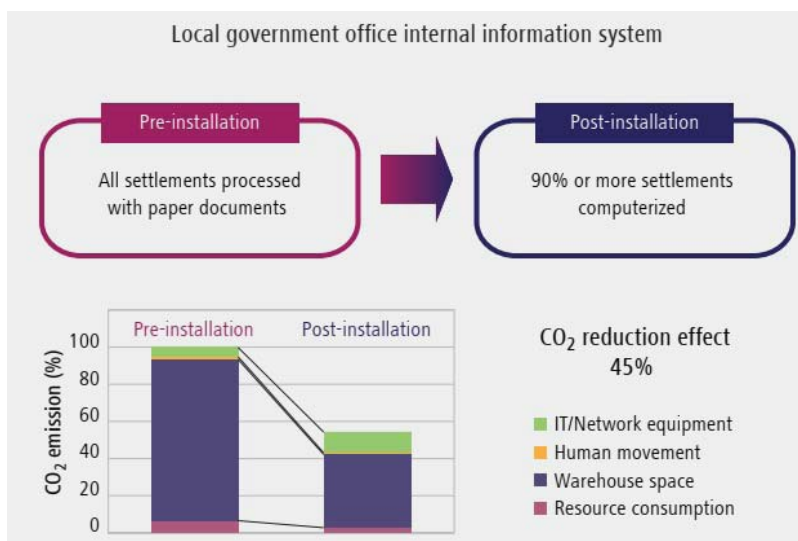 Local government office internal information system
Pre-installation
Post-installation
All settlements processed
with paper documents
90% or more settlements
computerized
Pre-installation
Post-installation
CO₂ emission (%)
100
80
60
40
20
0
CO₂ reduction effect
45%
IT/Network equipment
Human movement
Warehouse space
Resource consumption